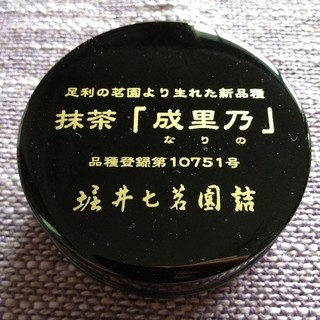 足利の茗園より生れた新品種
抹茶「成里乃」
なりの
品種登録第10751号
堀井七茗園詰